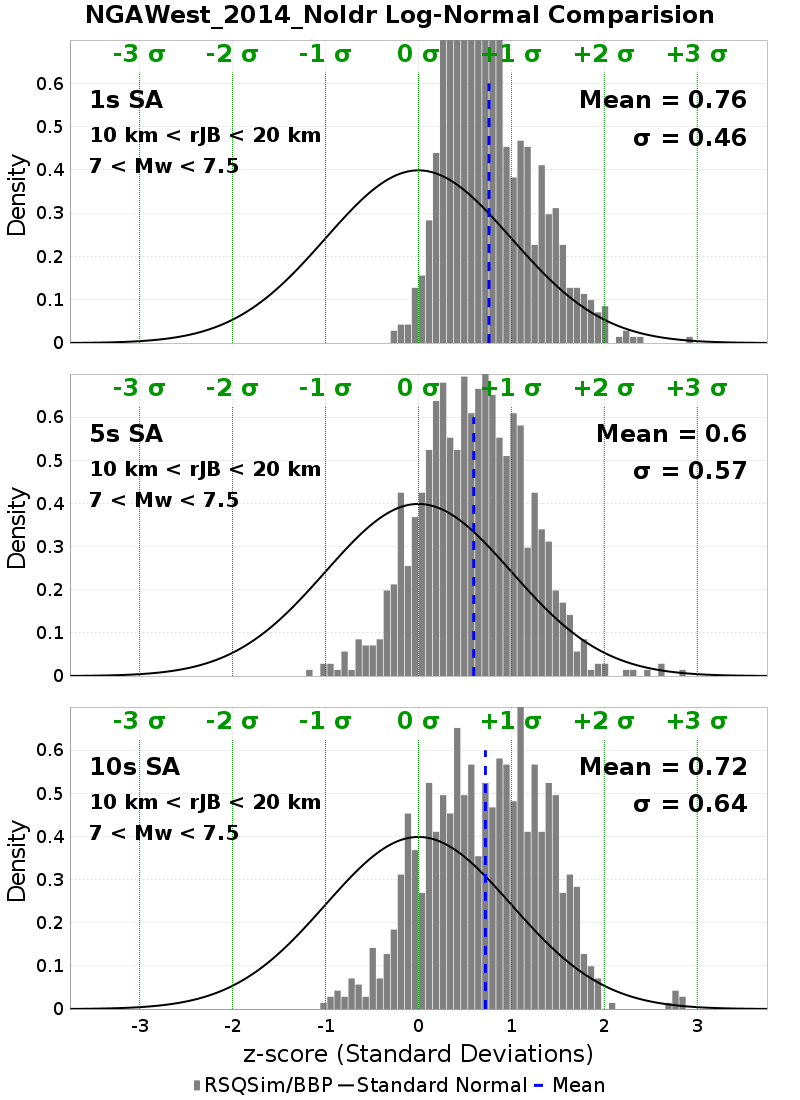 NGAWest_2014_NoIdr Log-Normal Comparision
-3 σ -2 σ -1 σ 0 σ +1 σ +2 σ +3 σ
0.6
1s SA Mean = 0.76
0.5
10 km < rJB < 20 km σ = 0.46
7 < Mw < 7.5
0.4
Density
0.3
0.2
0.1
0
-3 σ -2 σ -1 σ 0 σ +1 σ +2 σ +3 σ
0.6
5s SA Mean = 0.6
0.5
10 km < rJB < 20 km σ = 0.57
7 < Mw < 7.5
0.4
Density
0.3
0.2
0.1
0
-3 σ -2 σ -1 σ 0 σ +1 σ +2 σ +3 σ
0.6
10s SA Mean = 0.72
0.5
10 km < rJB < 20 km σ = 0.64
7 < Mw < 7.5
0.4
Density
0.3
0.2
0.1
0
-3 -2 -1 0 1 2 3
z-score (Standard Deviations)
RSQSim/BBP Standard Normal Mean